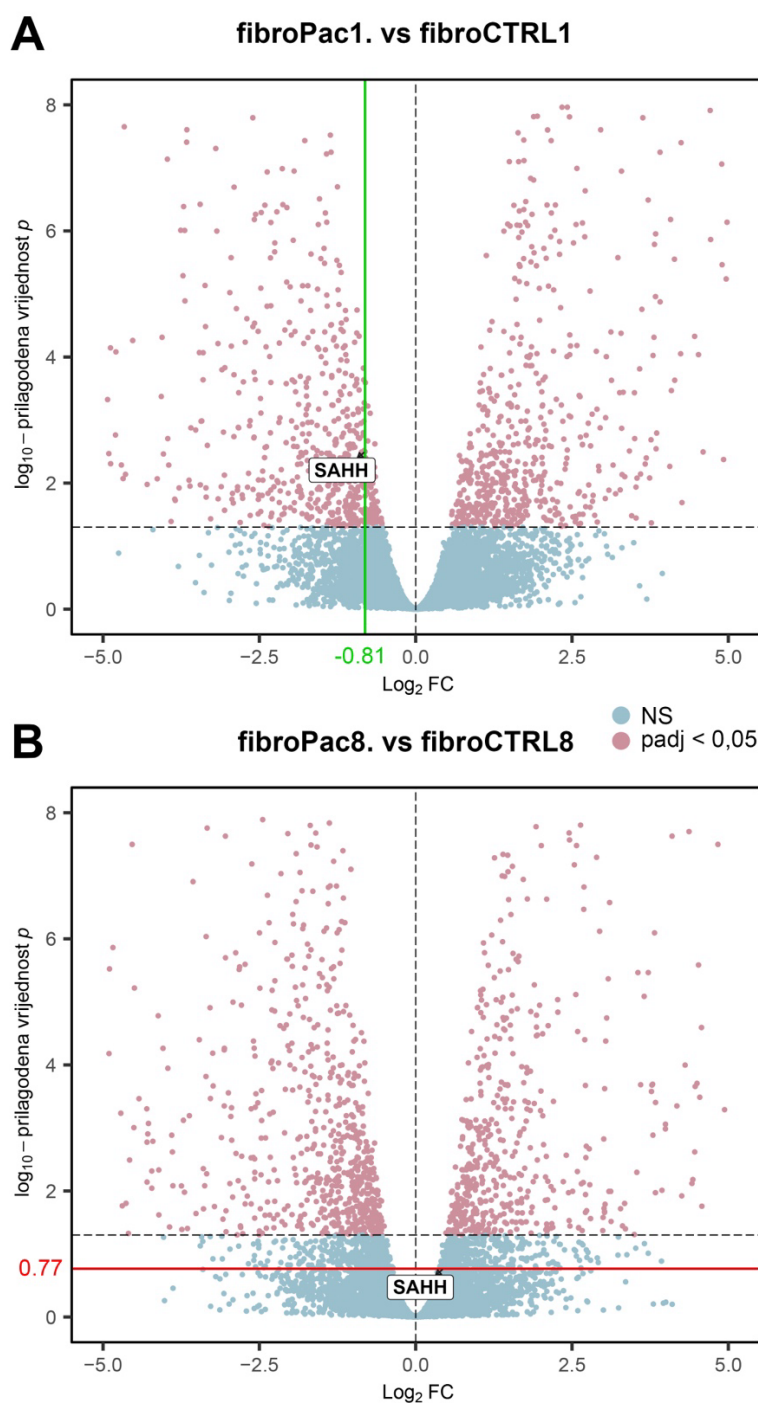 A
fibroPac1. vs fibroCTRL1
8
6
4
2
0
log₁₀ – prilagodena vrijednost p
SAHH
−5.0
−2.5
-0.81
0.0
2.5
5.0
Log₂ FC
NS
padj < 0,05
B
fibroPac8. vs fibroCTRL8
8
6
4
2
0.77
0
log₁₀ – prilagodena vrijednost p
SAHH
−5.0
−2.5
0.0
2.5
5.0
Log₂ FC